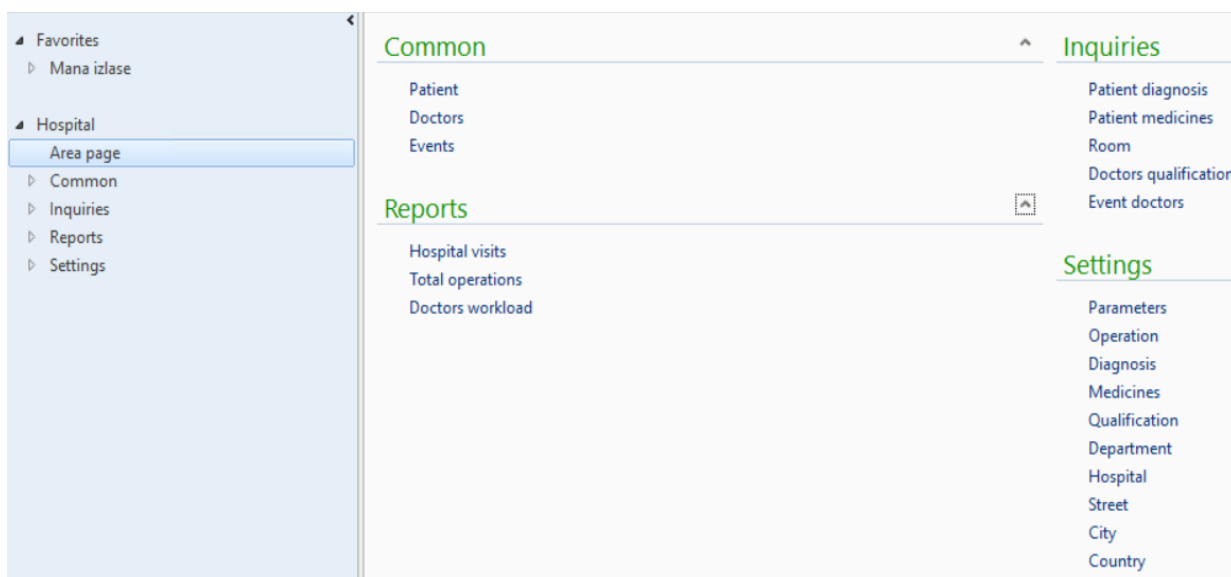 Favorites
Mana izlase
Hospital
Area page
Common
Inquiries
Reports
Settings
Common
Patient
Doctors
Events
Reports
Hospital visits
Total operations
Doctors workload
Inquiries
Patient diagnosis
Patient medicines
Room
Doctors qualification
Event doctors
Settings
Parameters
Operation
Diagnosis
Medicines
Qualification
Department
Hospital
Street
City
Country